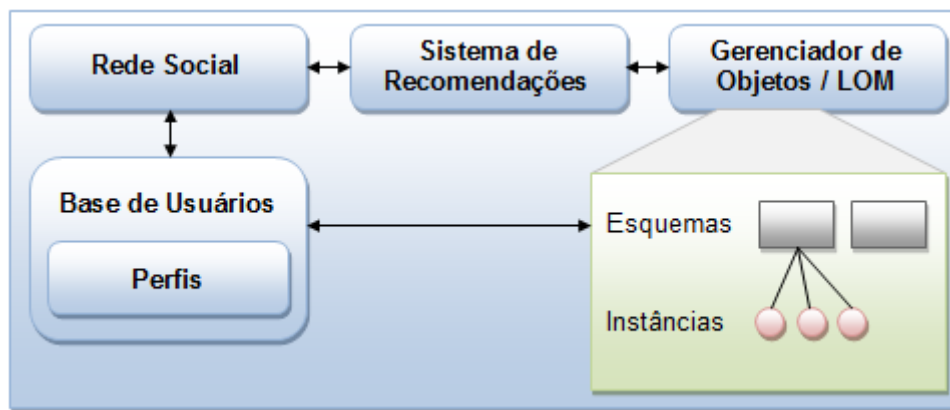 Rede Social
Sistema de
Recomendações
Gerenciador de
Objetos / LOM
Base de Usuários
Perfis
Esquemas
Instâncias